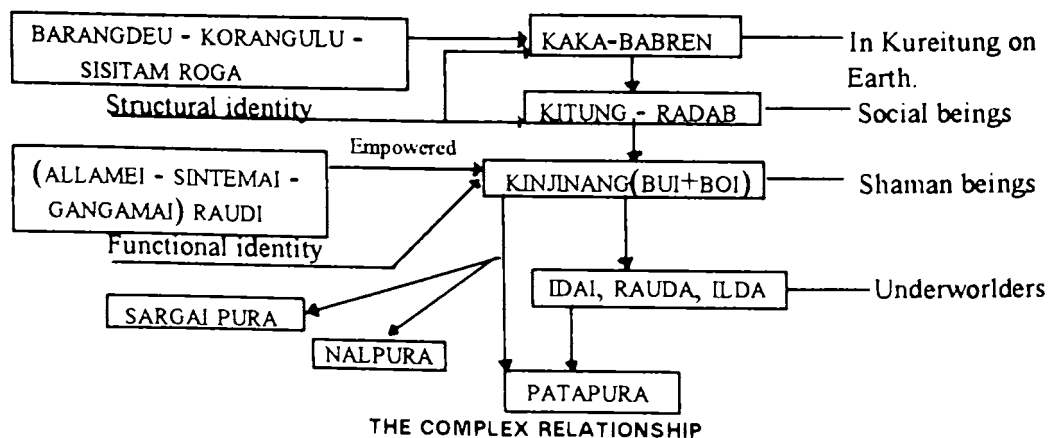 BARANGDEU - KORANGULU -
SISITAM ROGA
KAKA-BABREN
In Kureitung on
Earth.
Structural identity
KITUNG - RADAB
Social beings
Empowered
(ALLAMEI - SINTEMAI -
GANGAMAI) RAUDI
KINJINANG(BUI+BOI)
Shaman beings
Functional identity
IDAI, RAUDA, ILDA
Underworlders
SARGAI PURA
NALPURA
PATAPURA
THE COMPLEX RELATIONSHIP